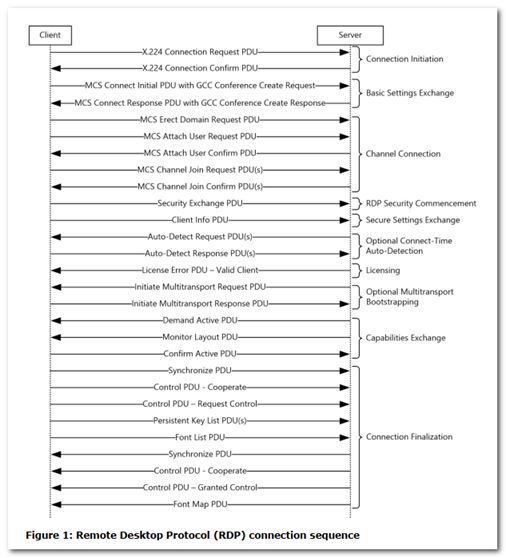 Client
Server
X.224 Connection Request PDU
X.224 Connection Confirm PDU
Connection Initiation
MCS Connect Initial PDU with GCC Conference Create Request
MCS Connect Response PDU with GCC Conference Create Response
Basic Settings Exchange
MCS Erect Domain Request PDU
MCS Attach User Request PDU
MCS Attach User Confirm PDU
MCS Channel Join Request PDU(s)
MCS Channel Join Confirm PDU(s)
Channel Connection
Security Exchange PDU
RDP Security Commencement
Client Info PDU
Secure Settings Exchange
Auto-Detect Request PDU(s)
Auto-Detect Response PDU(s)
Optional Connect-Time
Auto-Detection
License Error PDU – Valid Client
Licensing
Initiate Multitransport Request PDU
Initiate Multitransport Response PDU
Optional Multitransport
Bootstrapping
Demand Active PDU
Monitor Layout PDU
Confirm Active PDU
Capabilities Exchange
Synchronize PDU
Control PDU - Cooperate
Control PDU – Request Control
Persistent Key List PDU(s)
Font List PDU
Synchronize PDU
Control PDU - Cooperate
Control PDU – Granted Control
Font Map PDU
Connection Finalization
Figure 1: Remote Desktop Protocol (RDP) connection sequence